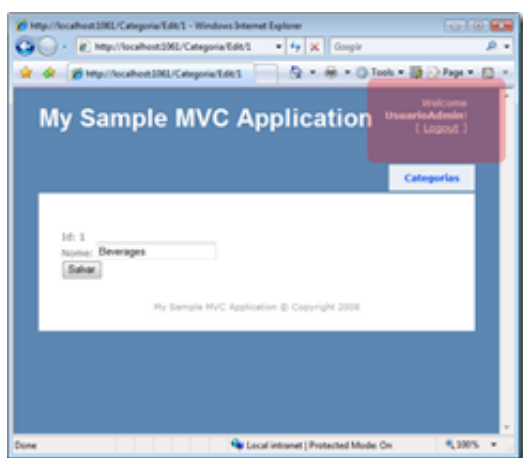 http://localhost:1061/Categoria/Edit/1 - Windows Internet Explorer
http://localhost:1061/Categoria/Edit/1
Google
http://localhost:1061/Categoria/Edit/1
Tools
Page
My Sample MVC Application
Welcome
UsuarioAdmin!
[ Logout ]
Categorias
Id: 1
Nome: Beverages
Salvar
My Sample MVC Application © Copyright 2008
Done
Local intranet | Protected Mode: On
100%